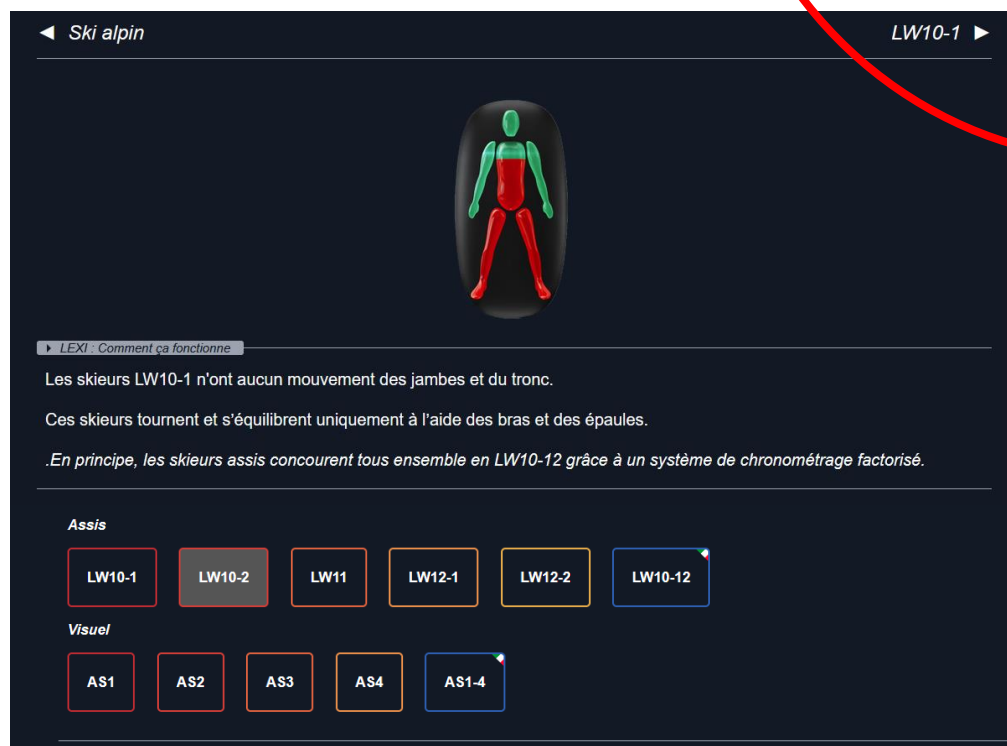 ◄ Ski alpin
LW10-1 ►
LEXI : Comment ça fonctionne
Les skieurs LW10-1 n'ont aucun mouvement des jambes et du tronc.
Ces skieurs tournent et s'équilibrent uniquement à l'aide des bras et des épaules.
.En principe, les skieurs assis concourent tous ensemble en LW10-12 grâce à un système de chronométrage factorisé.
Assis
LW10-1 LW10-2 LW11 LW12-1 LW12-2 LW10-12
Visuel
AS1 AS2 AS3 AS4 AS1-4